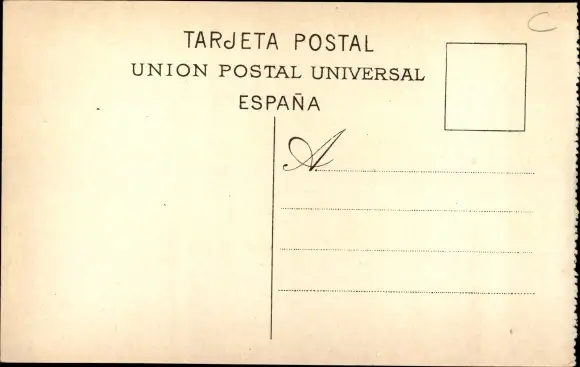 C
TARJETA POSTAL
UNION POSTAL UNIVERSAL
ESPAÑA
A